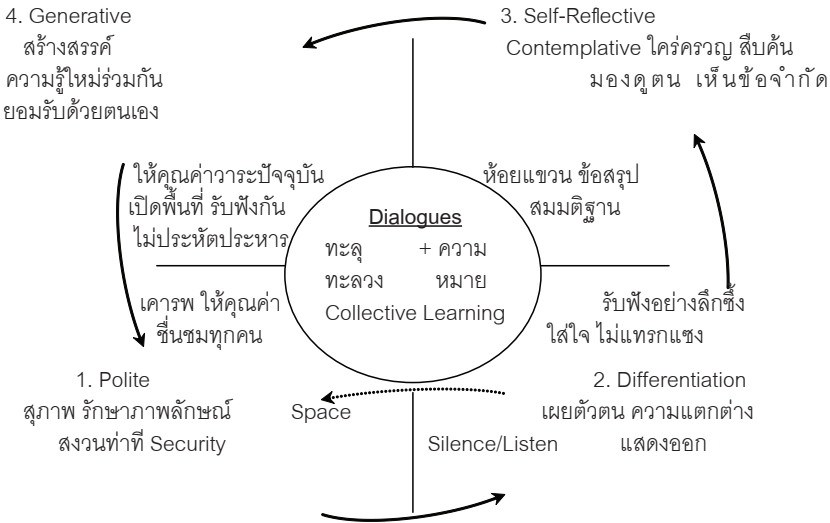 4. Generative
สร้างสรรค์
ความรู้ใหม่ร่วมกัน
ยอมรับด้วยตนเอง
3. Self-Reflective
Contemplative ใคร่ครวญ สืบค้น
มองดูตน เห็นข้อจำกัด
ให้คุณค่าวาระปัจจุบัน
เปิดพื้นที่ รับฟังกัน
ไม่ประหัตประหาร
ห้อยแขวน ข้อสรุป
สมมติฐาน
Dialogues
ทะลุ + ความ
ทะลวง หมาย
Collective Learning
เคารพ ให้คุณค่า
ชื่นชมทุกคน
รับฟังอย่างลึกซึ้ง
ใส่ใจ ไม่แทรกแซง
1. Polite
สุภาพ รักษาภาพลักษณ์
สงวนท่าที Security
Space
Silence/Listen
2. Differentiation
เผยตัวตน ความแตกต่าง
แสดงออก